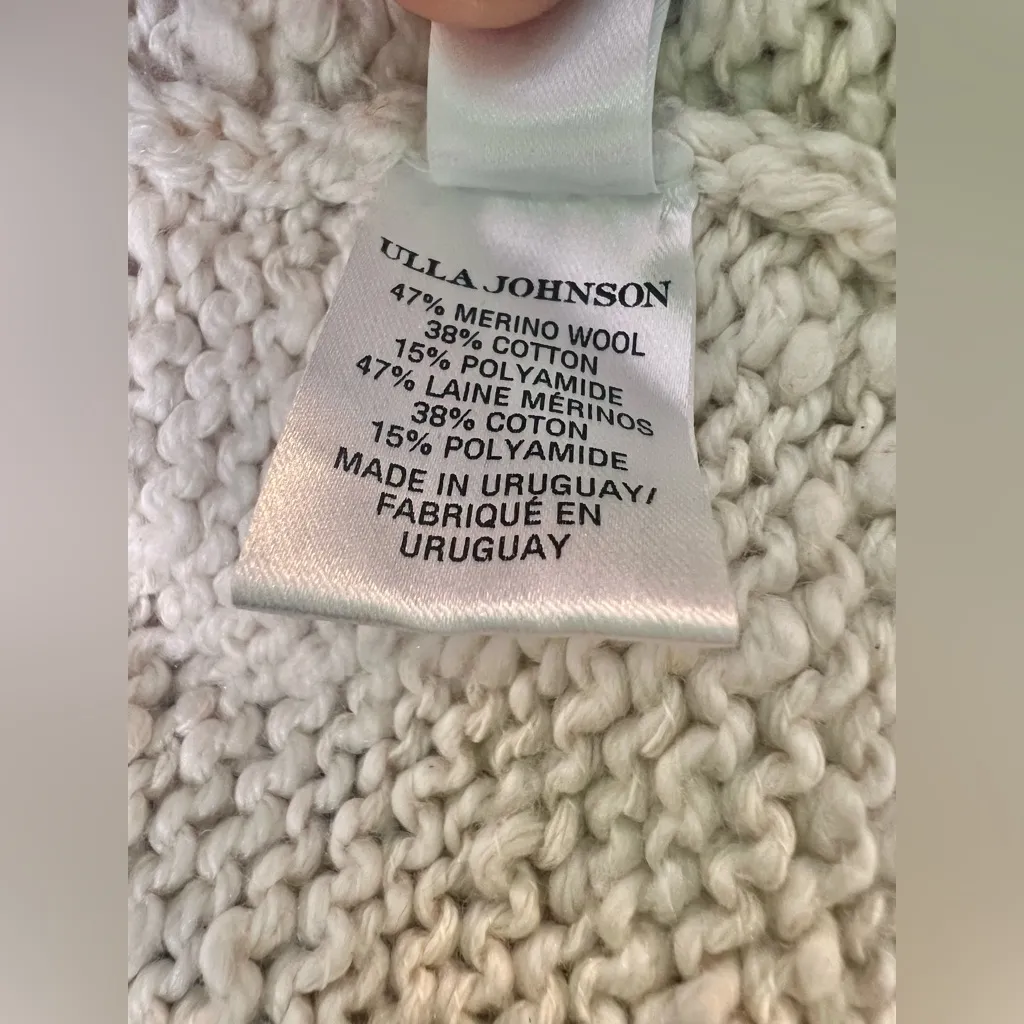 ULLA JOHNSON
47% MERINO WOOL
38% COTTON
15% POLYAMIDE
47% LAINE MÉRINOS
38% COTON
15% POLYAMIDE
MADE IN URUGUAY/
FABRIQUÉ EN
URUGUAY